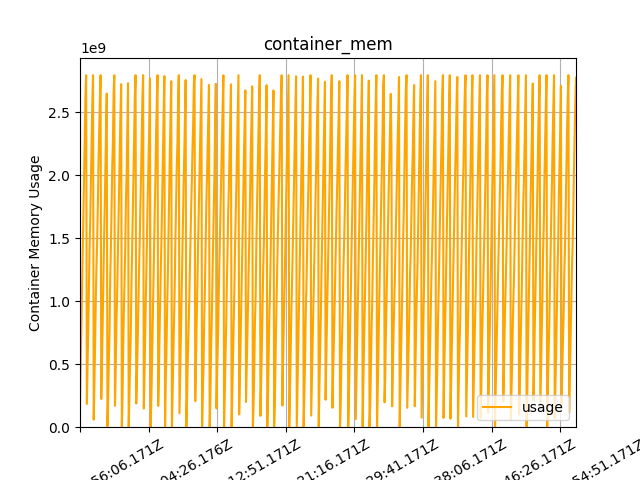 container_mem
1e9
Container Memory Usage
2.5
2.0
1.5
1.0
0.5
0.0
usage
56:06.171Z
04:26.176Z
12:51.171Z
21:16.171Z
29:41.171Z
38:06.171Z
46:26.171Z
54:51.171Z